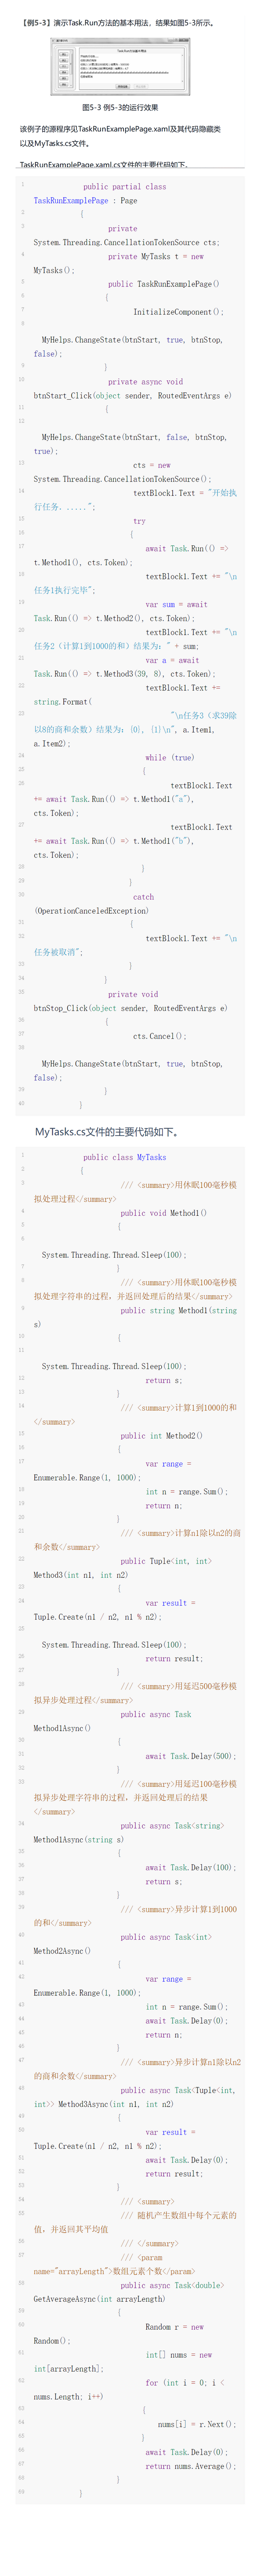 【例5-3】演示Task.Run方法的基本用法，结果如图5-3所示。
图5-3 例5-3的运行效果
该例子的源程序见TaskRunExamplePage.xaml及其代码隐藏类
以及MyTasks.cs文件。
TaskRunExamplePage.xaml.cs文件的主要代码如下。
1 public partial class
TaskRunExamplePage : Page
2 {
3 private
System.Threading.CancellationTokenSource cts;
4 private MyTasks t = new
MyTasks();
5 public TaskRunExamplePage()
6 {
7 InitializeComponent();
8
MyHelps.ChangeState(btnStart, true, btnStop,
false);
9 }
10 private async void
btnStart_Click(object sender, RoutedEventArgs e)
11 {
12
MyHelps.ChangeState(btnStart, false, btnStop,
true);
13 cts = new
System.Threading.CancellationTokenSource();
14 textBlock1.Text = "开始执
行任务......";
15 try
16 {
17 await Task.Run(() =>
t.Method1(), cts.Token);
18 textBlock1.Text += "\n
任务1执行完毕";
19 var sum = await
Task.Run(() => t.Method2(), cts.Token);
20 textBlock1.Text += "\n
任务2（计算1到1000的和）结果为：" + sum;
21 var a = await
Task.Run(() => t.Method3(39, 8), cts.Token);
22 textBlock1.Text +=
string.Format(
23 "\n任务3（求39除
以8的商和余数）结果为：{0}, {1}\n", a.Item1,
a.Item2);
24 while (true)
25 {
26 textBlock1.Text
+= await Task.Run(() => t.Method1("a"),
cts.Token);
27 textBlock1.Text
+= await Task.Run(() => t.Method1("b"),
cts.Token);
28 }
29 }
30 catch
(OperationCanceledException)
31 {
32 textBlock1.Text += "\n
任务被取消";
33 }
34 }
35 private void
btnStop_Click(object sender, RoutedEventArgs e)
36 {
37 cts.Cancel();
38
MyHelps.ChangeState(btnStart, true, btnStop,
false);
39 }
40 }
MyTasks.cs文件的主要代码如下。
1 public class MyTasks
2 {
3 /// <summary>用休眠100毫秒模
拟处理过程</summary>
4 public void Method1()
5 {
6
System.Threading.Thread.Sleep(100);
7 }
8 /// <summary>用休眠100毫秒模
拟处理字符串的过程，并返回处理后的结果</summary>
9 public string Method1(string
s)
10 {
11
System.Threading.Thread.Sleep(100);
12 return s;
13 }
14 /// <summary>计算1到1000的和
</summary>
15 public int Method2()
16 {
17 var range =
Enumerable.Range(1, 1000);
18 int n = range.Sum();
19 return n;
20 }
21 /// <summary>计算n1除以n2的商
和余数</summary>
22 public Tuple<int, int>
Method3(int n1, int n2)
23 {
24 var result =
Tuple.Create(n1 / n2, n1 % n2);
25
System.Threading.Thread.Sleep(100);
26 return result;
27 }
28 /// <summary>用延迟500毫秒模
拟异步处理过程</summary>
29 public async Task
Method1Async()
30 {
31 await Task.Delay(500);
32 }
33 /// <summary>用延迟100毫秒模
拟异步处理字符串的过程，并返回处理后的结果
</summary>
34 public async Task<string>
Method1Async(string s)
35 {
36 await Task.Delay(100);
37 return s;
38 }
39 /// <summary>异步计算1到1000
的和</summary>
40 public async Task<int>
Method2Async()
41 {
42 var range =
Enumerable.Range(1, 1000);
43 int n = range.Sum();
44 await Task.Delay(0);
45 return n;
46 }
47 /// <summary>异步计算n1除以n2
的商和余数</summary>
48 public async Task<Tuple<int,
int>> Method3Async(int n1, int n2)
49 {
50 var result =
Tuple.Create(n1 / n2, n1 % n2);
51 await Task.Delay(0);
52 return result;
53 }
54 /// <summary>
55 /// 随机产生数组中每个元素的
值，并返回其平均值
56 /// </summary>
57 /// <param
name="arrayLength">数组元素个数</param>
58 public async Task<double>
GetAverageAsync(int arrayLength)
59 {
60 Random r = new
Random();
61 int[] nums = new
int[arrayLength];
62 for (int i = 0; i <
nums.Length; i++)
63 {
64 nums[i] = r.Next();
65 }
66 await Task.Delay(0);
67 return nums.Average();
68 }
69 }